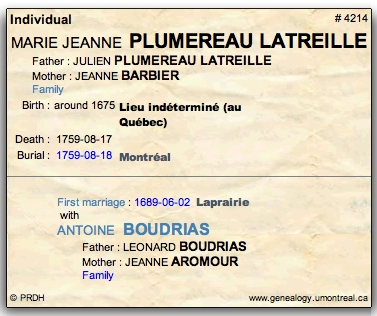 Individual # 4214
MARIE JEANNE PLUMEREAU LATREILLE
Father : JULIEN PLUMEREAU LATREILLE
Mother : JEANNE BARBIER
Family
Birth : around 1675 Lieu indéterminé (au
Québec)
Death : 1759-08-17
Burial : 1759-08-18 Montréal
First marriage : 1689-06-02 Laprairie
with
ANTOINE BOUDRIAS
Father : LEONARD BOUDRIAS
Mother : JEANNE AROMOUR
Family
© PRDH www.genealogy.umontreal.ca